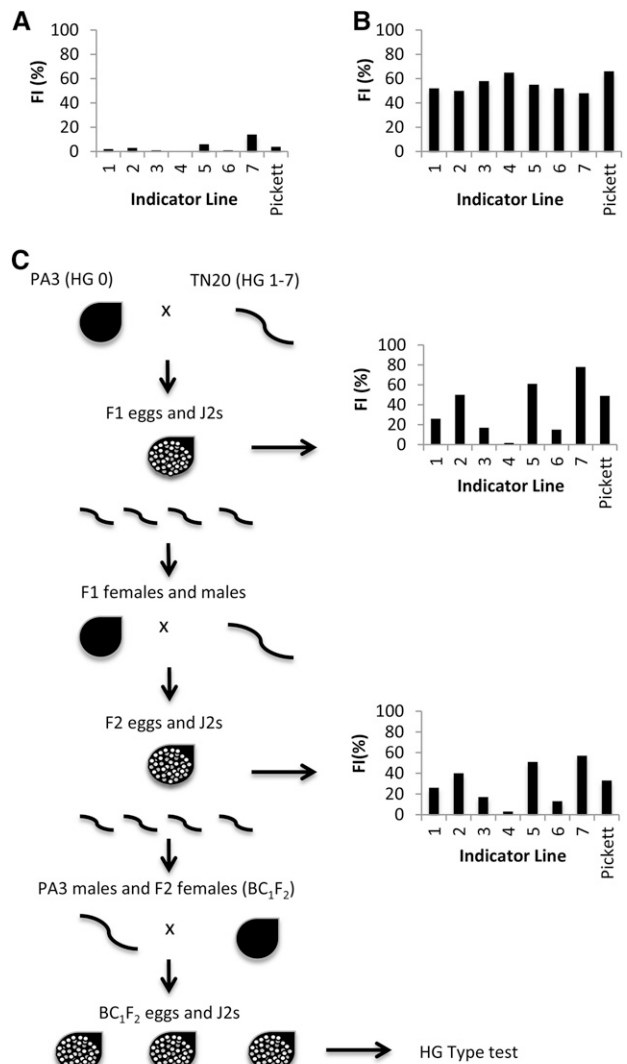 A
FI (%)
100
80
60
40
20
0
1 2 3 4 5 6 7 Pickett
Indicator Line
B
FI (%)
100
80
60
40
20
0
1 2 3 4 5 6 7 Pickett
Indicator Line
C
PA3 (HG 0) x TN20 (HG 1-7)
F1 eggs and J2s
FI (%)
100
80
60
40
20
0
1 2 3 4 5 6 7 Pickett
Indicator Line
F1 females and males
x
F2 eggs and J2s
FI(%)
100
80
60
40
20
0
1 2 3 4 5 6 7 Pickett
Indicator Line
PA3 males and F2 females (BC₁F₂)
x
BC₁F₂ eggs and J2s
HG Type test